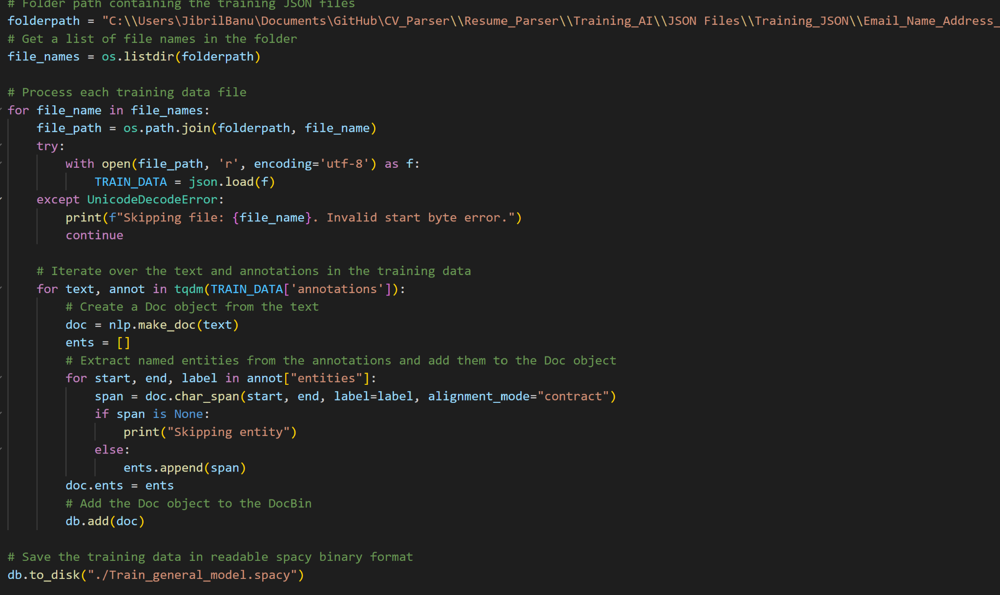 # Folder path containing the training JSON files
folderpath = "C:\\Users\JibrilBanu\Documents\GitHub\CV_Parser\\Resume_Parser\\Training_AI\\JSON Files\\Training_JSON\\Email_Name_Address_
# Get a list of file names in the folder
file_names = os.listdir(folderpath)
# Process each training data file
for file_name in file_names:
    file_path = os.path.join(folderpath, file_name)
    try:
        with open(file_path, 'r', encoding='utf-8') as f:
            TRAIN_DATA = json.load(f)
    except UnicodeDecodeError:
        print(f"Skipping file: {file_name}. Invalid start byte error.")
        continue
    # Iterate over the text and annotations in the training data
    for text, annot in tqdm(TRAIN_DATA['annotations']):
        # Create a Doc object from the text
        doc = nlp.make_doc(text)
        ents = []
        # Extract named entities from the annotations and add them to the Doc object
        for start, end, label in annot["entities"]:
            span = doc.char_span(start, end, label=label, alignment_mode="contract")
            if span is None:
                print("Skipping entity")
            else:
                ents.append(span)
        doc.ents = ents
        # Add the Doc object to the DocBin
        db.add(doc)
# Save the training data in readable spacy binary format
db.to_disk("./Train_general_model.spacy")